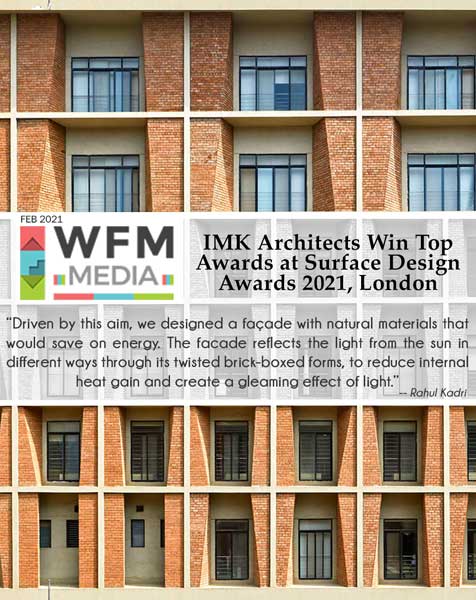 FEB 2021
WFM
MEDIA
IMK Architects Win Top
Awards at Surface Design
Awards 2021, London
“Driven by this aim, we designed a façade with natural materials that
would save on energy. The facade reflects the light from the sun in
different ways through its twisted brick-boxed forms, to reduce internal
heat gain and create a gleaming effect of light.”
-- Rahul Kadri